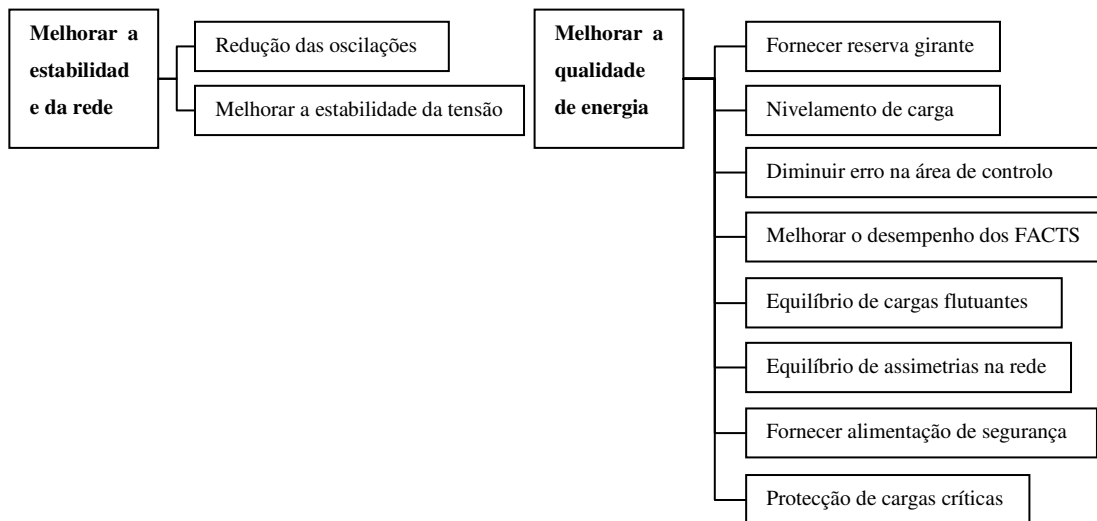 Melhorar a
estabilidad
e da rede
Redução das oscilações
Melhorar a estabilidade da tensão
Melhorar a
qualidade
de energia
Fornecer reserva girante
Nivelamento de carga
Diminuir erro na área de controlo
Melhorar o desempenho dos FACTS
Equilíbrio de cargas flutuantes
Equilíbrio de assimetrias na rede
Fornecer alimentação de segurança
Protecção de cargas críticas